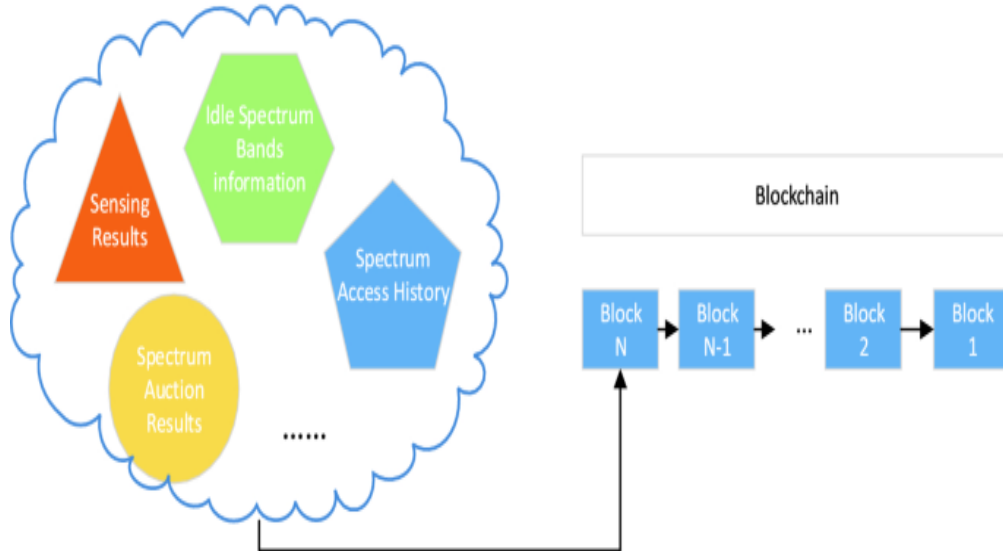 Idle Spectrum
Bands
information
Sensing
Results
Spectrum
Access History
Spectrum
Auction
Results
......
Blockchain
Block
N
Block
N-1
...
Block
2
Block
1